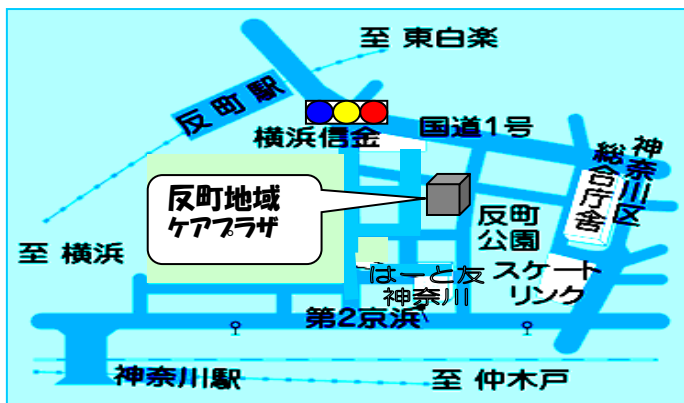 至 東白楽
反町駅
横浜信金
国道1号
神奈川区
総合庁舎
反町地域
ケアプラザ
反町
公園
至 横浜
はーと友
神奈川
スケート
リンク
第2京浜
神奈川駅
至 仲木戸